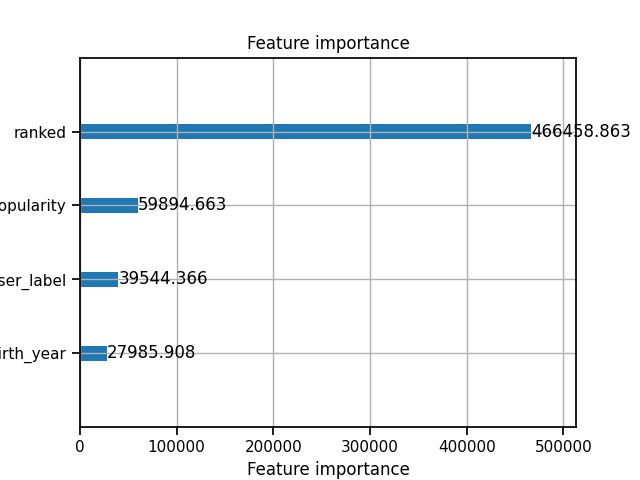 Feature importance
ranked
466458.863
opularity
59894.663
ser_label
39544.366
irth_year
27985.908
0 100000 200000 300000 400000 500000
Feature importance